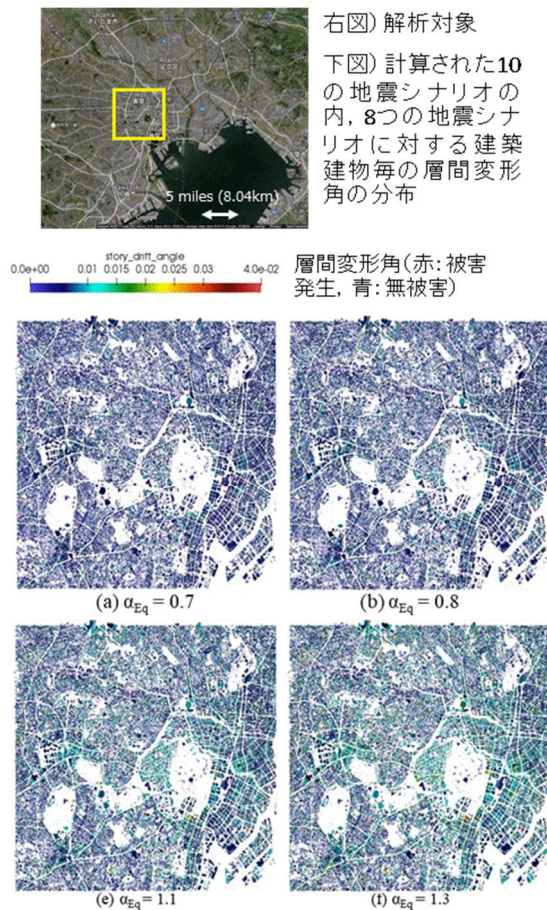 右図) 解析対象
下図) 計算された10
の地震シナリオの
内, 8つの地震シナ
リオに対する建築
建物毎の層間変形
角の分布
5 miles (8.04km)
story_drift_angle
0.0e+00 0.01 0.015 0.02 0.025 0.03 4.0e-02
層間変形角(赤: 被害
発生, 青: 無被害)
(a) αEq = 0.7
(b) αEq = 0.8
(e) αEq = 1.1
(f) αEq = 1.3